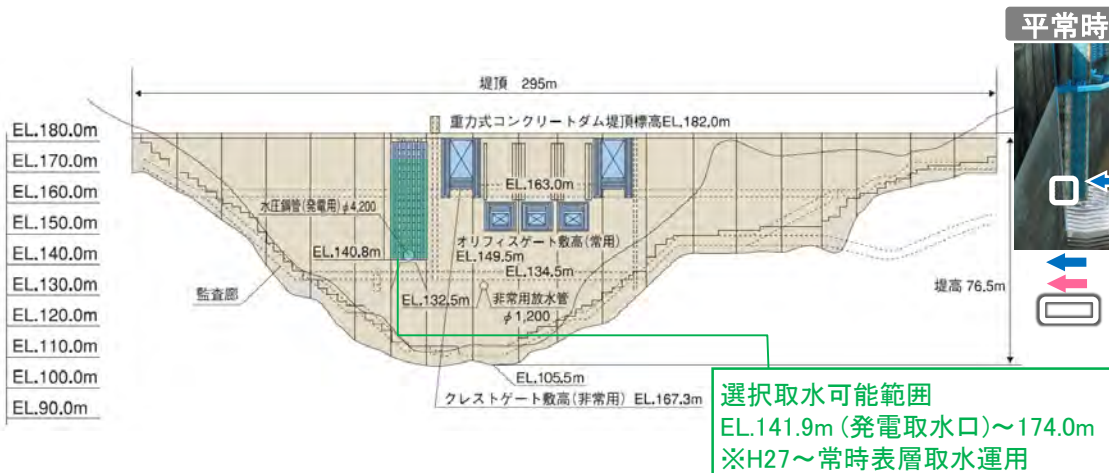 平常時
堤頂 295m
重力式コンクリートダム堤頂標高EL.182.0m
EL.180.0m
EL.170.0m
EL.160.0m
EL.150.0m
EL.140.0m
EL.130.0m
EL.120.0m
EL.110.0m
EL.100.0m
EL.90.0m
EL.163.0m
水圧鋼管(発電用)φ4,200
オリフィスゲート敷高(常用)
EL.149.5m
EL.140.8m
EL.134.5m
監査廊
EL.132.5m
非常用放水管
φ1,200
堤高 76.5m
EL.105.5m
クレストゲート敷高(非常用) EL.167.3m
選択取水可能範囲
EL.141.9m (発電取水口)～174.0m
※H27～常時表層取水運用